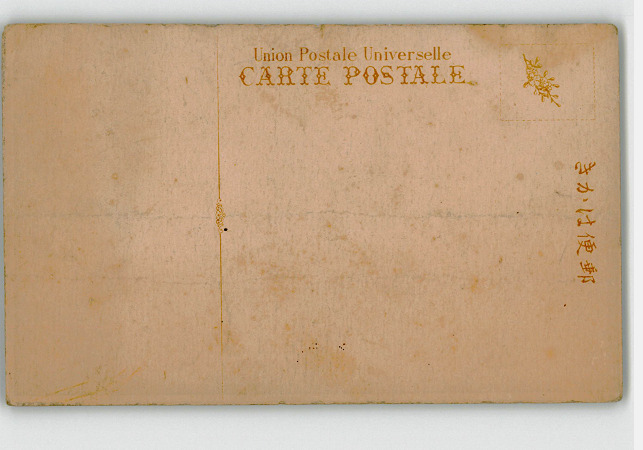 Union Postale Universelle
CARTE POSTALE
郵便はがき